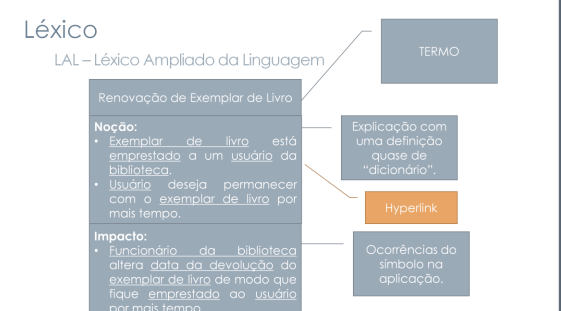 Léxico
LAL – Léxico Ampliado da Linguagem
TERMO
Renovação de Exemplar de Livro
Noção:
• Exemplar de livro está
emprestado a um usuário da
biblioteca.
• Usuário deseja permanecer
com o exemplar de livro por
mais tempo.
Explicação com
uma definição
quase de
“dicionário”.
Hyperlink
Impacto:
• Funcionário da biblioteca
altera data da devolução do
exemplar de livro de modo que
fique emprestado ao usuário
por mais tempo.
Ocorrências do
símbolo na
aplicação.